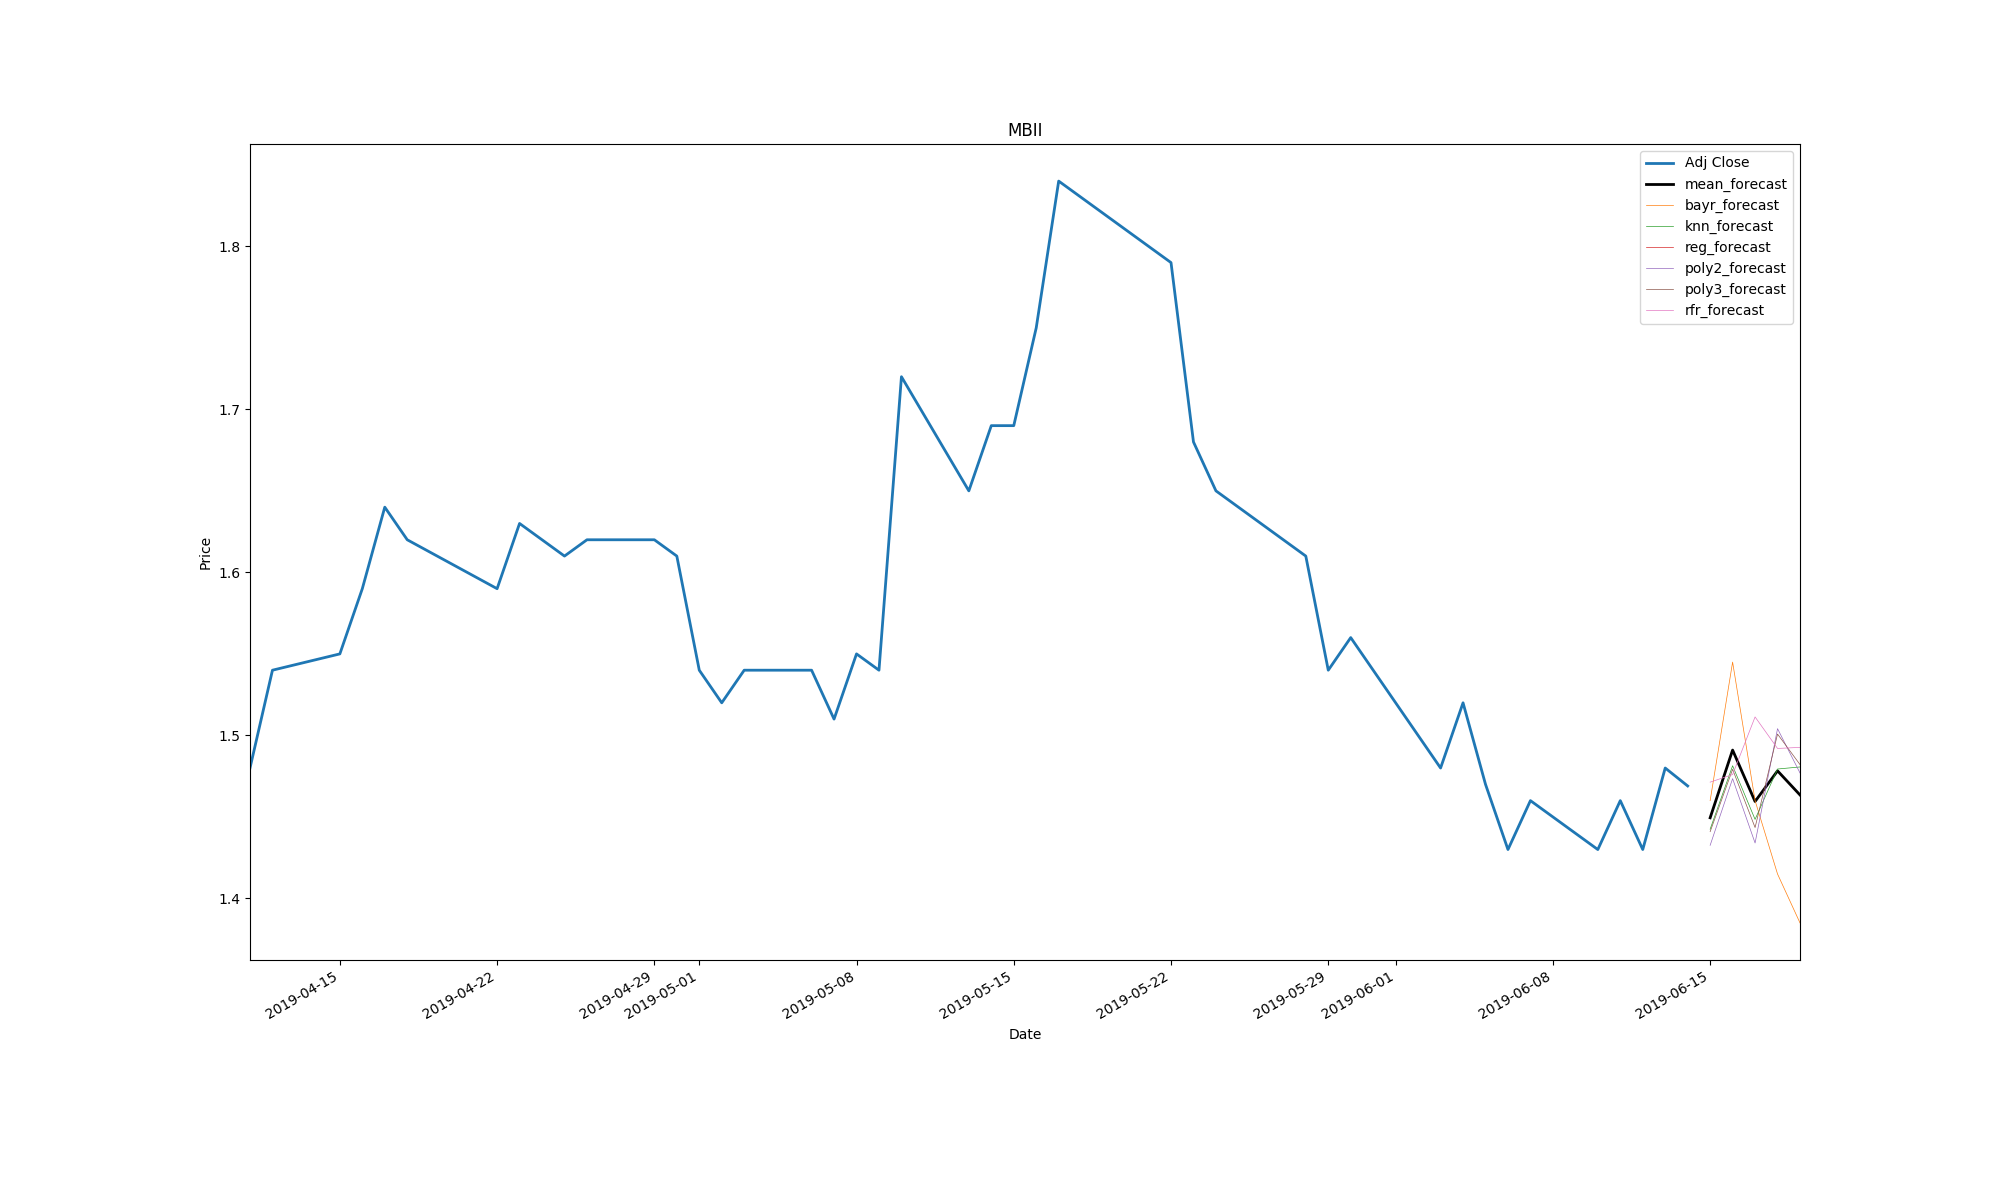 MBII
Adj Close
mean_forecast
bayr_forecast
knn_forecast
reg_forecast
poly2_forecast
poly3_forecast
rfr_forecast
Price
1.8
1.7
1.6
1.5
1.4
2019-04-15
2019-04-22
2019-04-29
2019-05-01
2019-05-08
2019-05-15
2019-05-22
2019-05-29
2019-06-01
2019-06-08
2019-06-15
Date